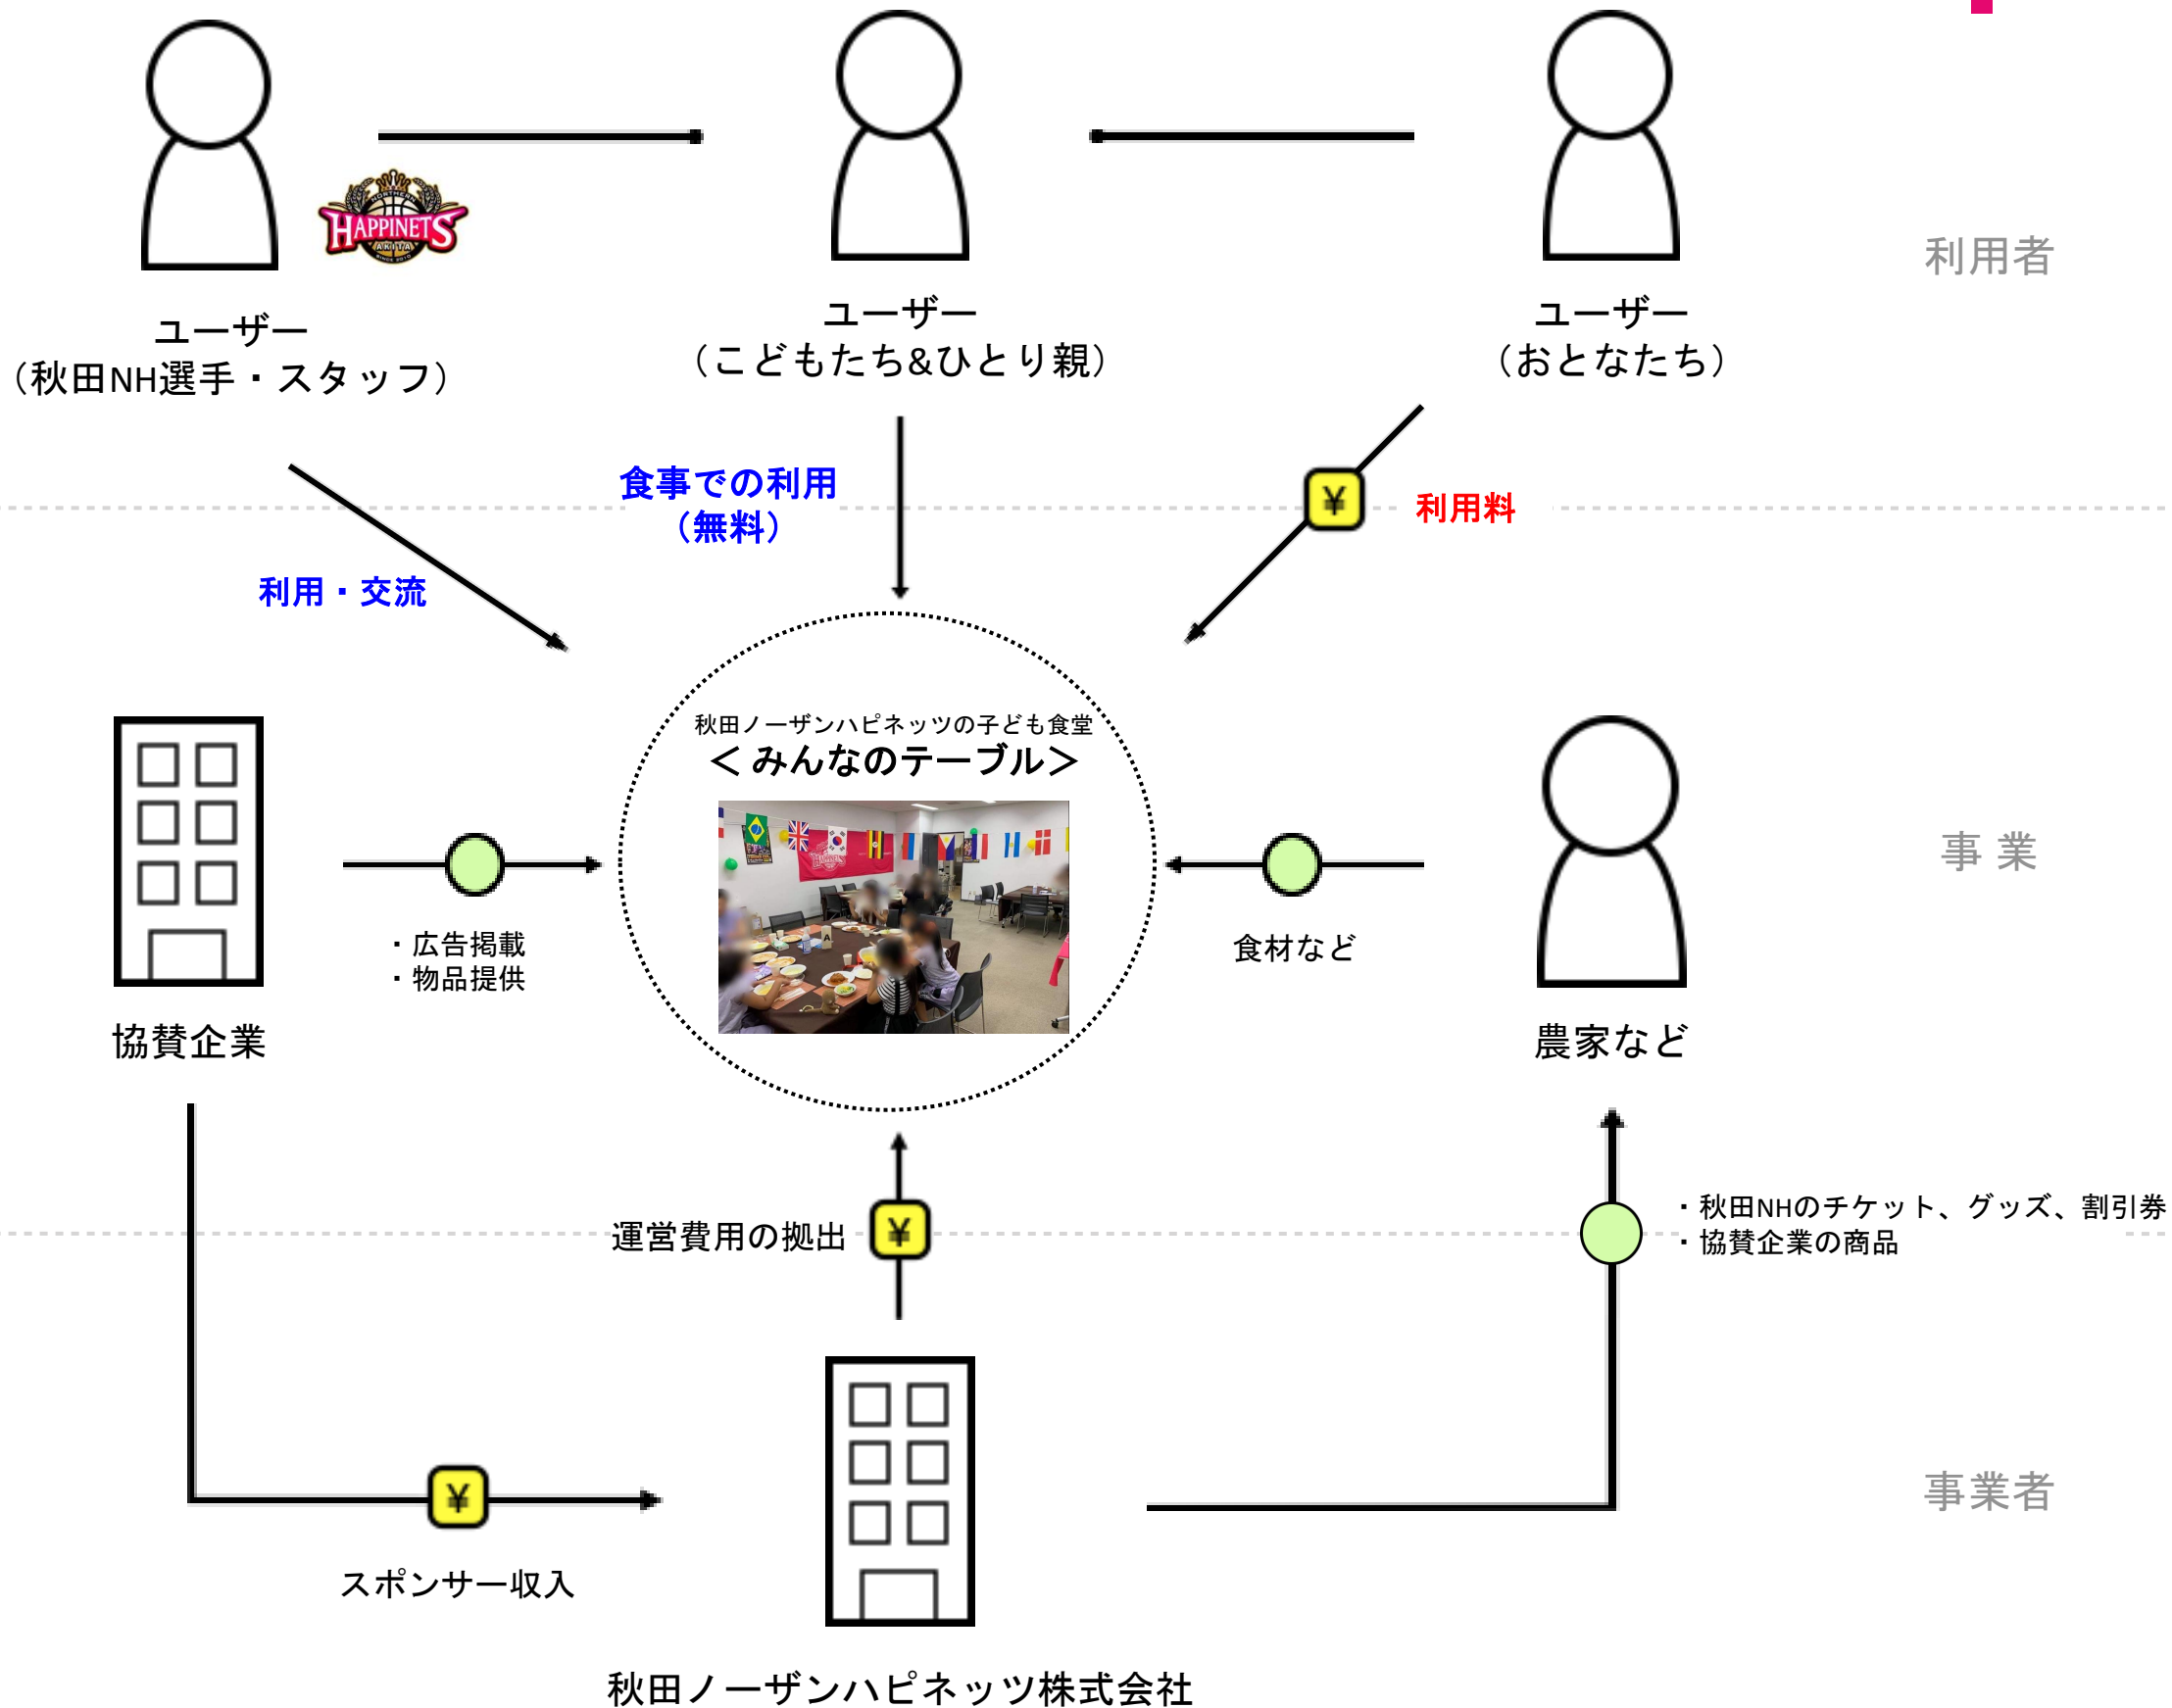 NORTHERN
HAPPINETS
AKITA
SINCE 2010
利用者
ユーザー
（秋田NH選手・スタッフ）
ユーザー
（こどもたち&ひとり親）
ユーザー
（おとなたち）
食事での利用
（無料）
¥
利用料
利用・交流
秋田ノーザンハピネッツの子ども食堂
＜みんなのテーブル＞
事 業
・広告掲載
・物品提供
食材など
協賛企業
農家など
運営費用の拠出
¥
・秋田NHのチケット、グッズ、割引券
・協賛企業の商品
¥
スポンサー収入
事業者
秋田ノーザンハピネッツ株式会社